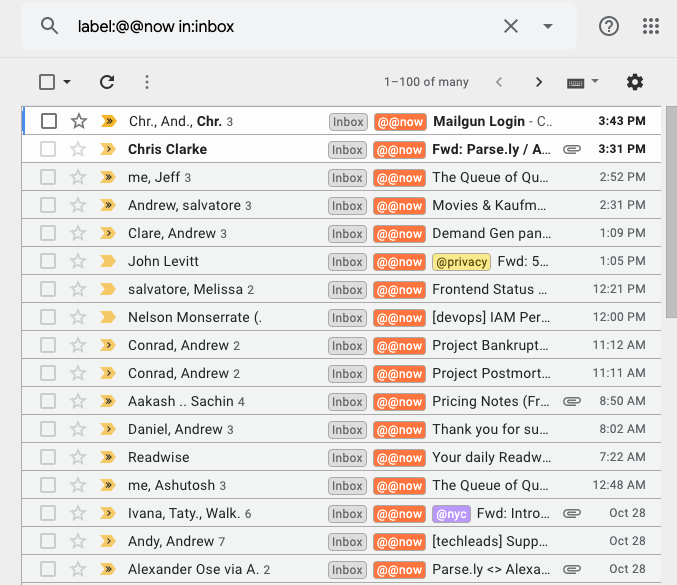 label:@@now in:inbox
1–100 of many
Chr., And., Chr. 3 Inbox @@now Mailgun Login - C.. 3:43 PM
Chris Clarke Inbox @@now Fwd: Parse.ly / A... 3:31 PM
me, Jeff 3 Inbox @@now The Queue of Qu... 2:52 PM
Andrew, salvatore 3 Inbox @@now Movies & Kaufm... 2:31 PM
Clare, Andrew 3 Inbox @@now Demand Gen pan... 1:09 PM
John Levitt Inbox @@now @privacy Fwd: 5... 1:05 PM
salvatore, Melissa 2 Inbox @@now Frontend Status ... 12:21 PM
Nelson Monserrate (. Inbox @@now [devops] IAM Per... 12:00 PM
Conrad, Andrew 2 Inbox @@now Project Bankrupt... 11:12 AM
Conrad, Andrew 2 Inbox @@now Project Postmort... 11:11 AM
Aakash .. Sachin 4 Inbox @@now Pricing Notes (Fr... 8:50 AM
Daniel, Andrew 3 Inbox @@now Thank you for su... 8:02 AM
Readwise Inbox @@now Your daily Readw... 7:22 AM
me, Ashutosh 3 Inbox @@now The Queue of Qu... 12:48 AM
Ivana, Taty., Walk. 6 Inbox @@now @nyc Fwd: Intro... Oct 28
Andy, Andrew 7 Inbox @@now [techleads] Supp... Oct 28
Alexander Ose via A. 2 Inbox @@now Parse.ly <> Alexa... Oct 28